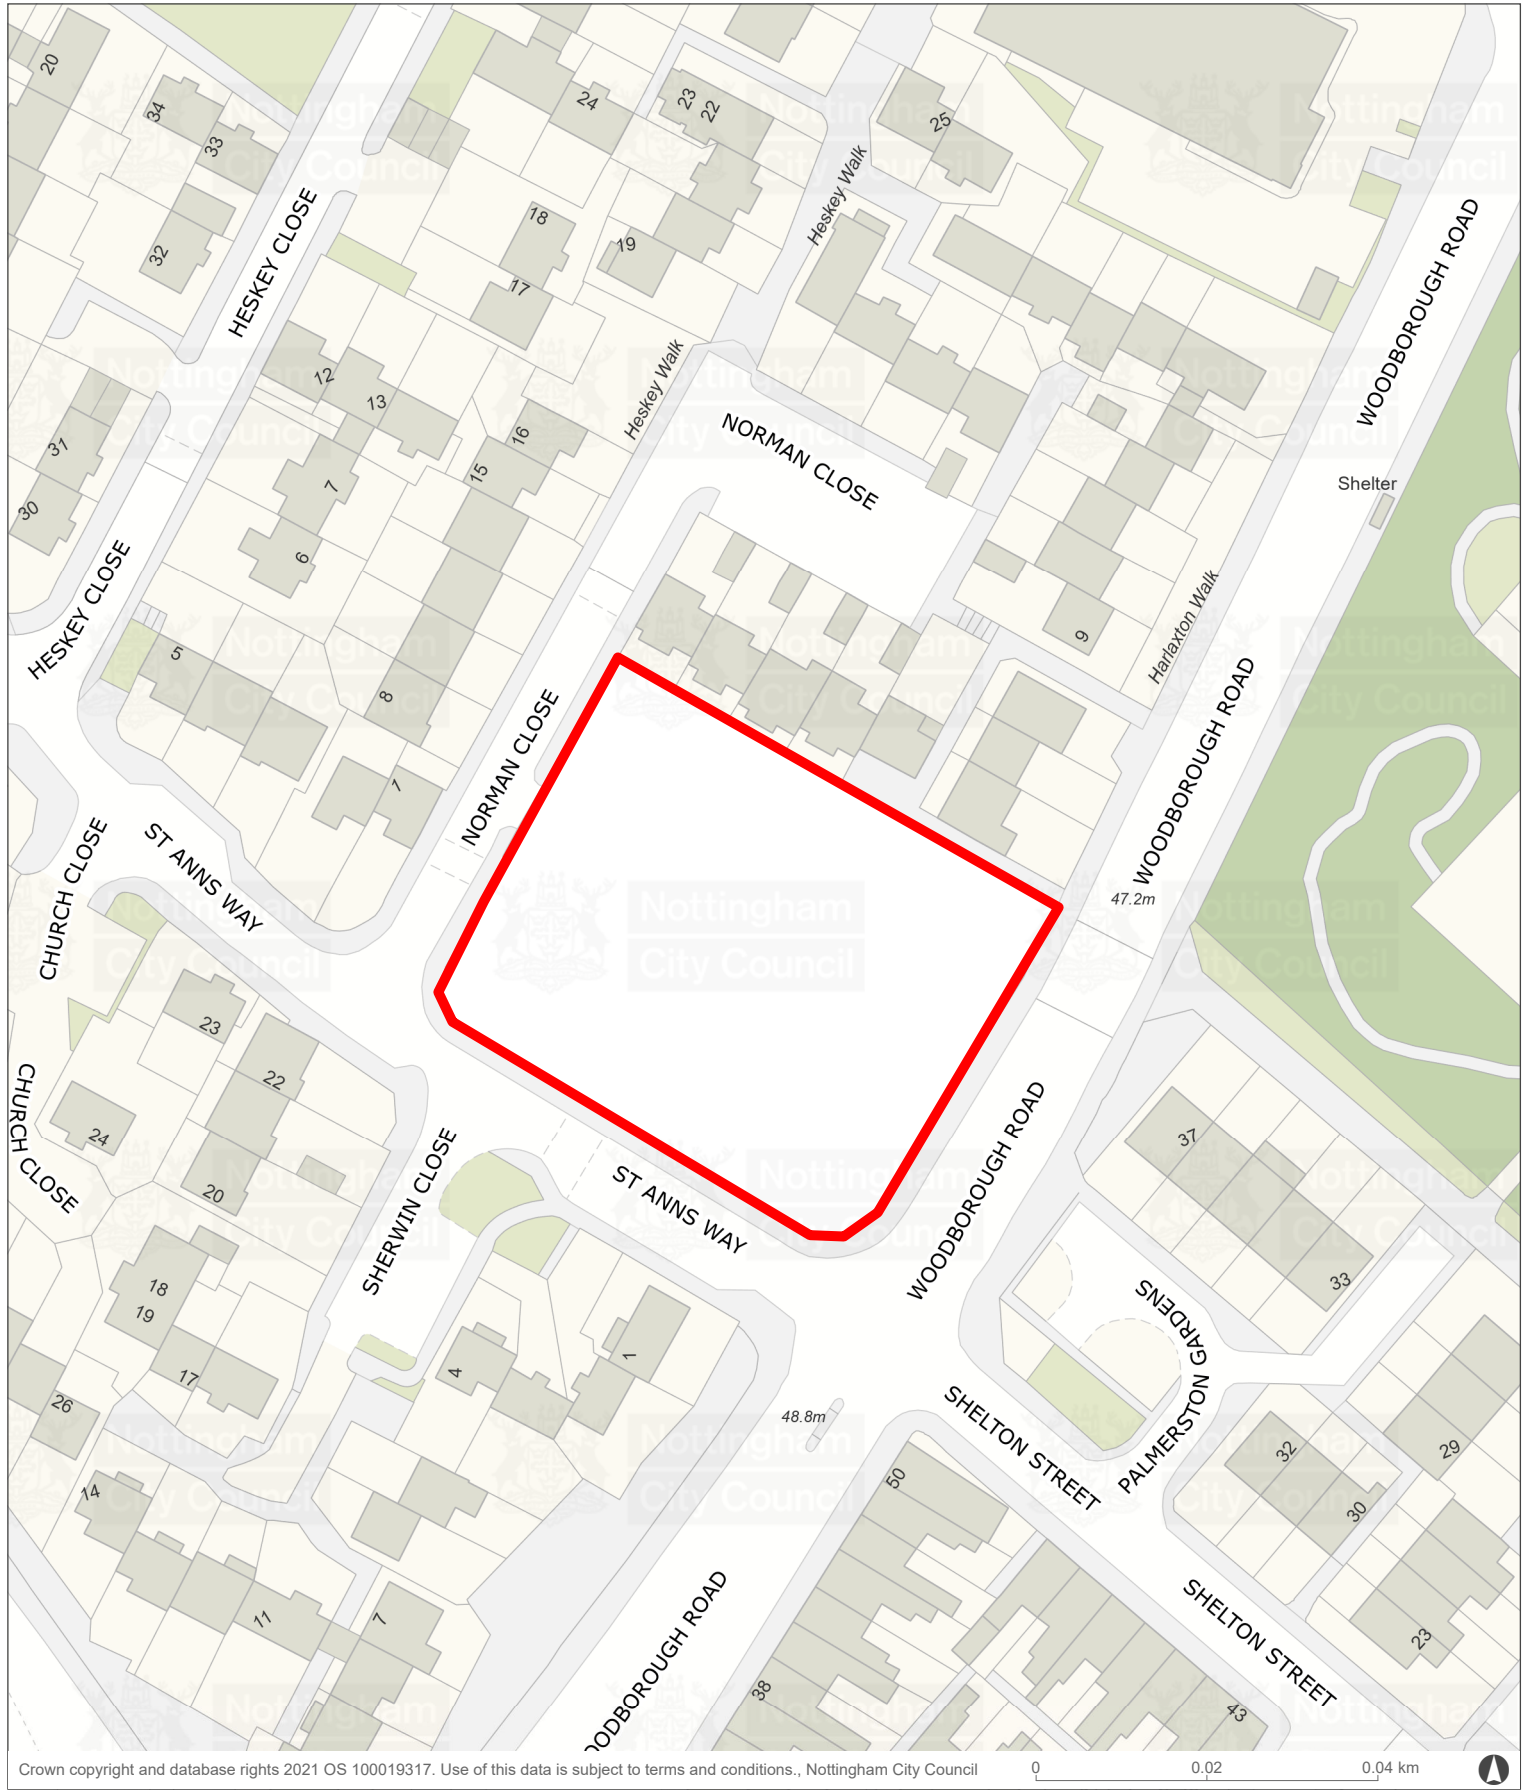 20
34
33
32
24
23
22
25
18
17
19
Heskey Walk
HESKEY CLOSE
WOODBOROUGH ROAD
12
13
16
15
7
6
31
30
Heskey Walk
NORMAN CLOSE
Shelter
HESKEY CLOSE
5
8
1
9
Harlaxton Walk
NORMAN CLOSE
WOODBOROUGH ROAD
47.2m
CHURCH CLOSE
ST ANNS WAY
Nottingham
City Council
23
22
24
20
CHURCH CLOSE
SHERWIN CLOSE
ST ANNS WAY
WOODBOROUGH ROAD
37
33
18
19
17
26
14
11
7
4
1
48.8m
PALMERSTON GARDENS
SHELTON STREET
50
32
30
29
23
SHELTON STREET
43
38
OODBOROUGH ROAD
Crown copyright and database rights 2021 OS 100019317. Use of this data is subject to terms and conditions., Nottingham City Council
0 0.02 0.04 km